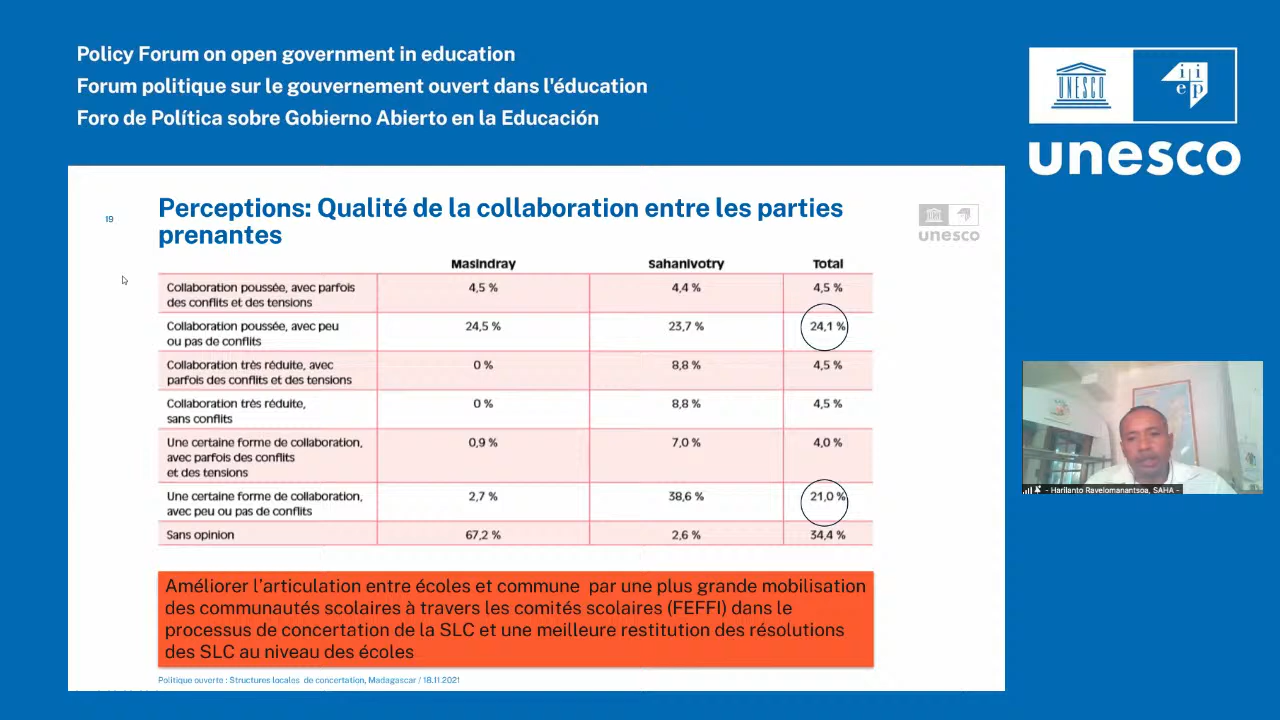 Policy Forum on open government in education
Forum politique sur le gouvernement ouvert dans l'éducation
Foro de Política sobre Gobierno Abierto en la Educación
UNESCO
i i
e p
unesco
19
Perceptions: Qualité de la collaboration entre les parties
prenantes
unesco
Masindray Sahanivotry Total
Collaboration poussée, avec parfois
des conflits et des tensions
4,5 % 4,4 % 4,5 %
Collaboration poussée, avec peu
ou pas de conflits
24,5 % 23,7 % 24,1 %
Collaboration très réduite, avec
parfois des conflits et des tensions
0 % 8,8 % 4,5 %
Collaboration très réduite,
sans conflits
0 % 8,8 % 4,5 %
Une certaine forme de collaboration,
avec parfois des conflits
et des tensions
0,9 % 7,0 % 4,0 %
Une certaine forme de collaboration,
avec peu ou pas de conflits
2,7 % 38,6 % 21,0 %
Sans opinion 67,2 % 2,6 % 34,4 %
Améliorer l'articulation entre écoles et commune par une plus grande mobilisation
des communautés scolaires à travers les comités scolaires (FEFFI) dans le
processus de concertation de la SLC et une meilleure restitution des résolutions
des SLC au niveau des écoles
Politique ouverte : Structures locales de concertation, Madagascar / 18.11.2021
- Harilanto Ravelomanantsoa, SAHA -